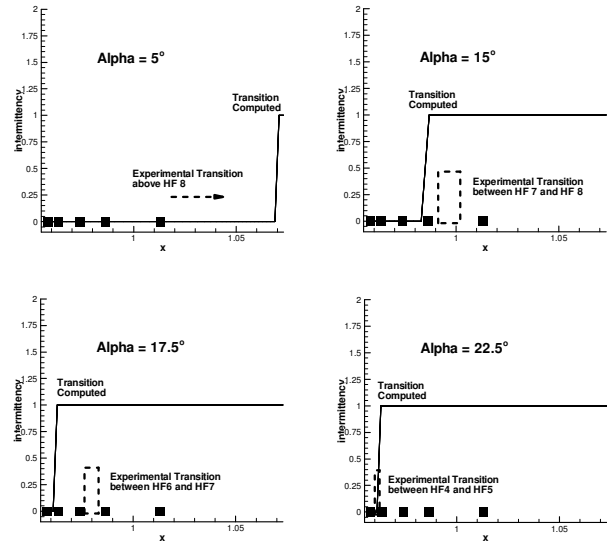 2
1.75
1.5
1.25
1
0.75
0.5
0.25
0
intermittency
Alpha = 5°
Transition
Computed
Experimental Transition
above HF 8
1
1.05
x
2
1.75
1.5
1.25
1
0.75
0.5
0.25
0
intermittency
Alpha = 15°
Transition
Computed
Experimental Transition
between HF 7 and HF 8
1
1.05
x
2
1.75
1.5
1.25
1
0.75
0.5
0.25
0
intermittency
Alpha = 17.5°
Transition
Computed
Experimental Transition
between HF6 and HF7
1
1.05
x
2
1.75
1.5
1.25
1
0.75
0.5
0.25
0
intermittency
Alpha = 22.5°
Transition
Computed
Experimental Transition
between HF4 and HF5
1
1.05
x